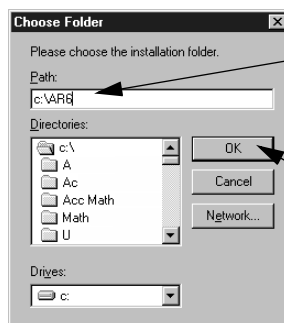 Choose Folder
Please choose the installation folder.
Path:
c:\AR6
Directories:
c:\
A
Ac
Acc Math
Math
U
OK
Cancel
Network...
Drives:
c: